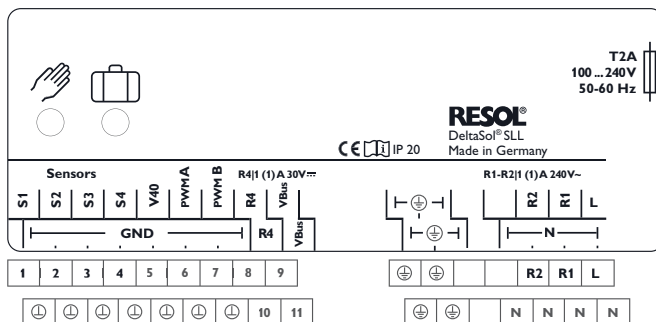 T2A
100 ... 240V
50-60 Hz
RESOL®
DeltaSol® SLL
Made in Germany
CE i IP 20
Sensors
R4|1 (1) A 30V⎓
R1-R2|1 (1) A 240V~
S1 S2 S3 S4 V40 PWM A PWM B R4 VBus
R2 R1 L
GND R4 VBus
N
1 2 3 4 5 6 7 8 9
R2 R1 L
10 11
N N N N